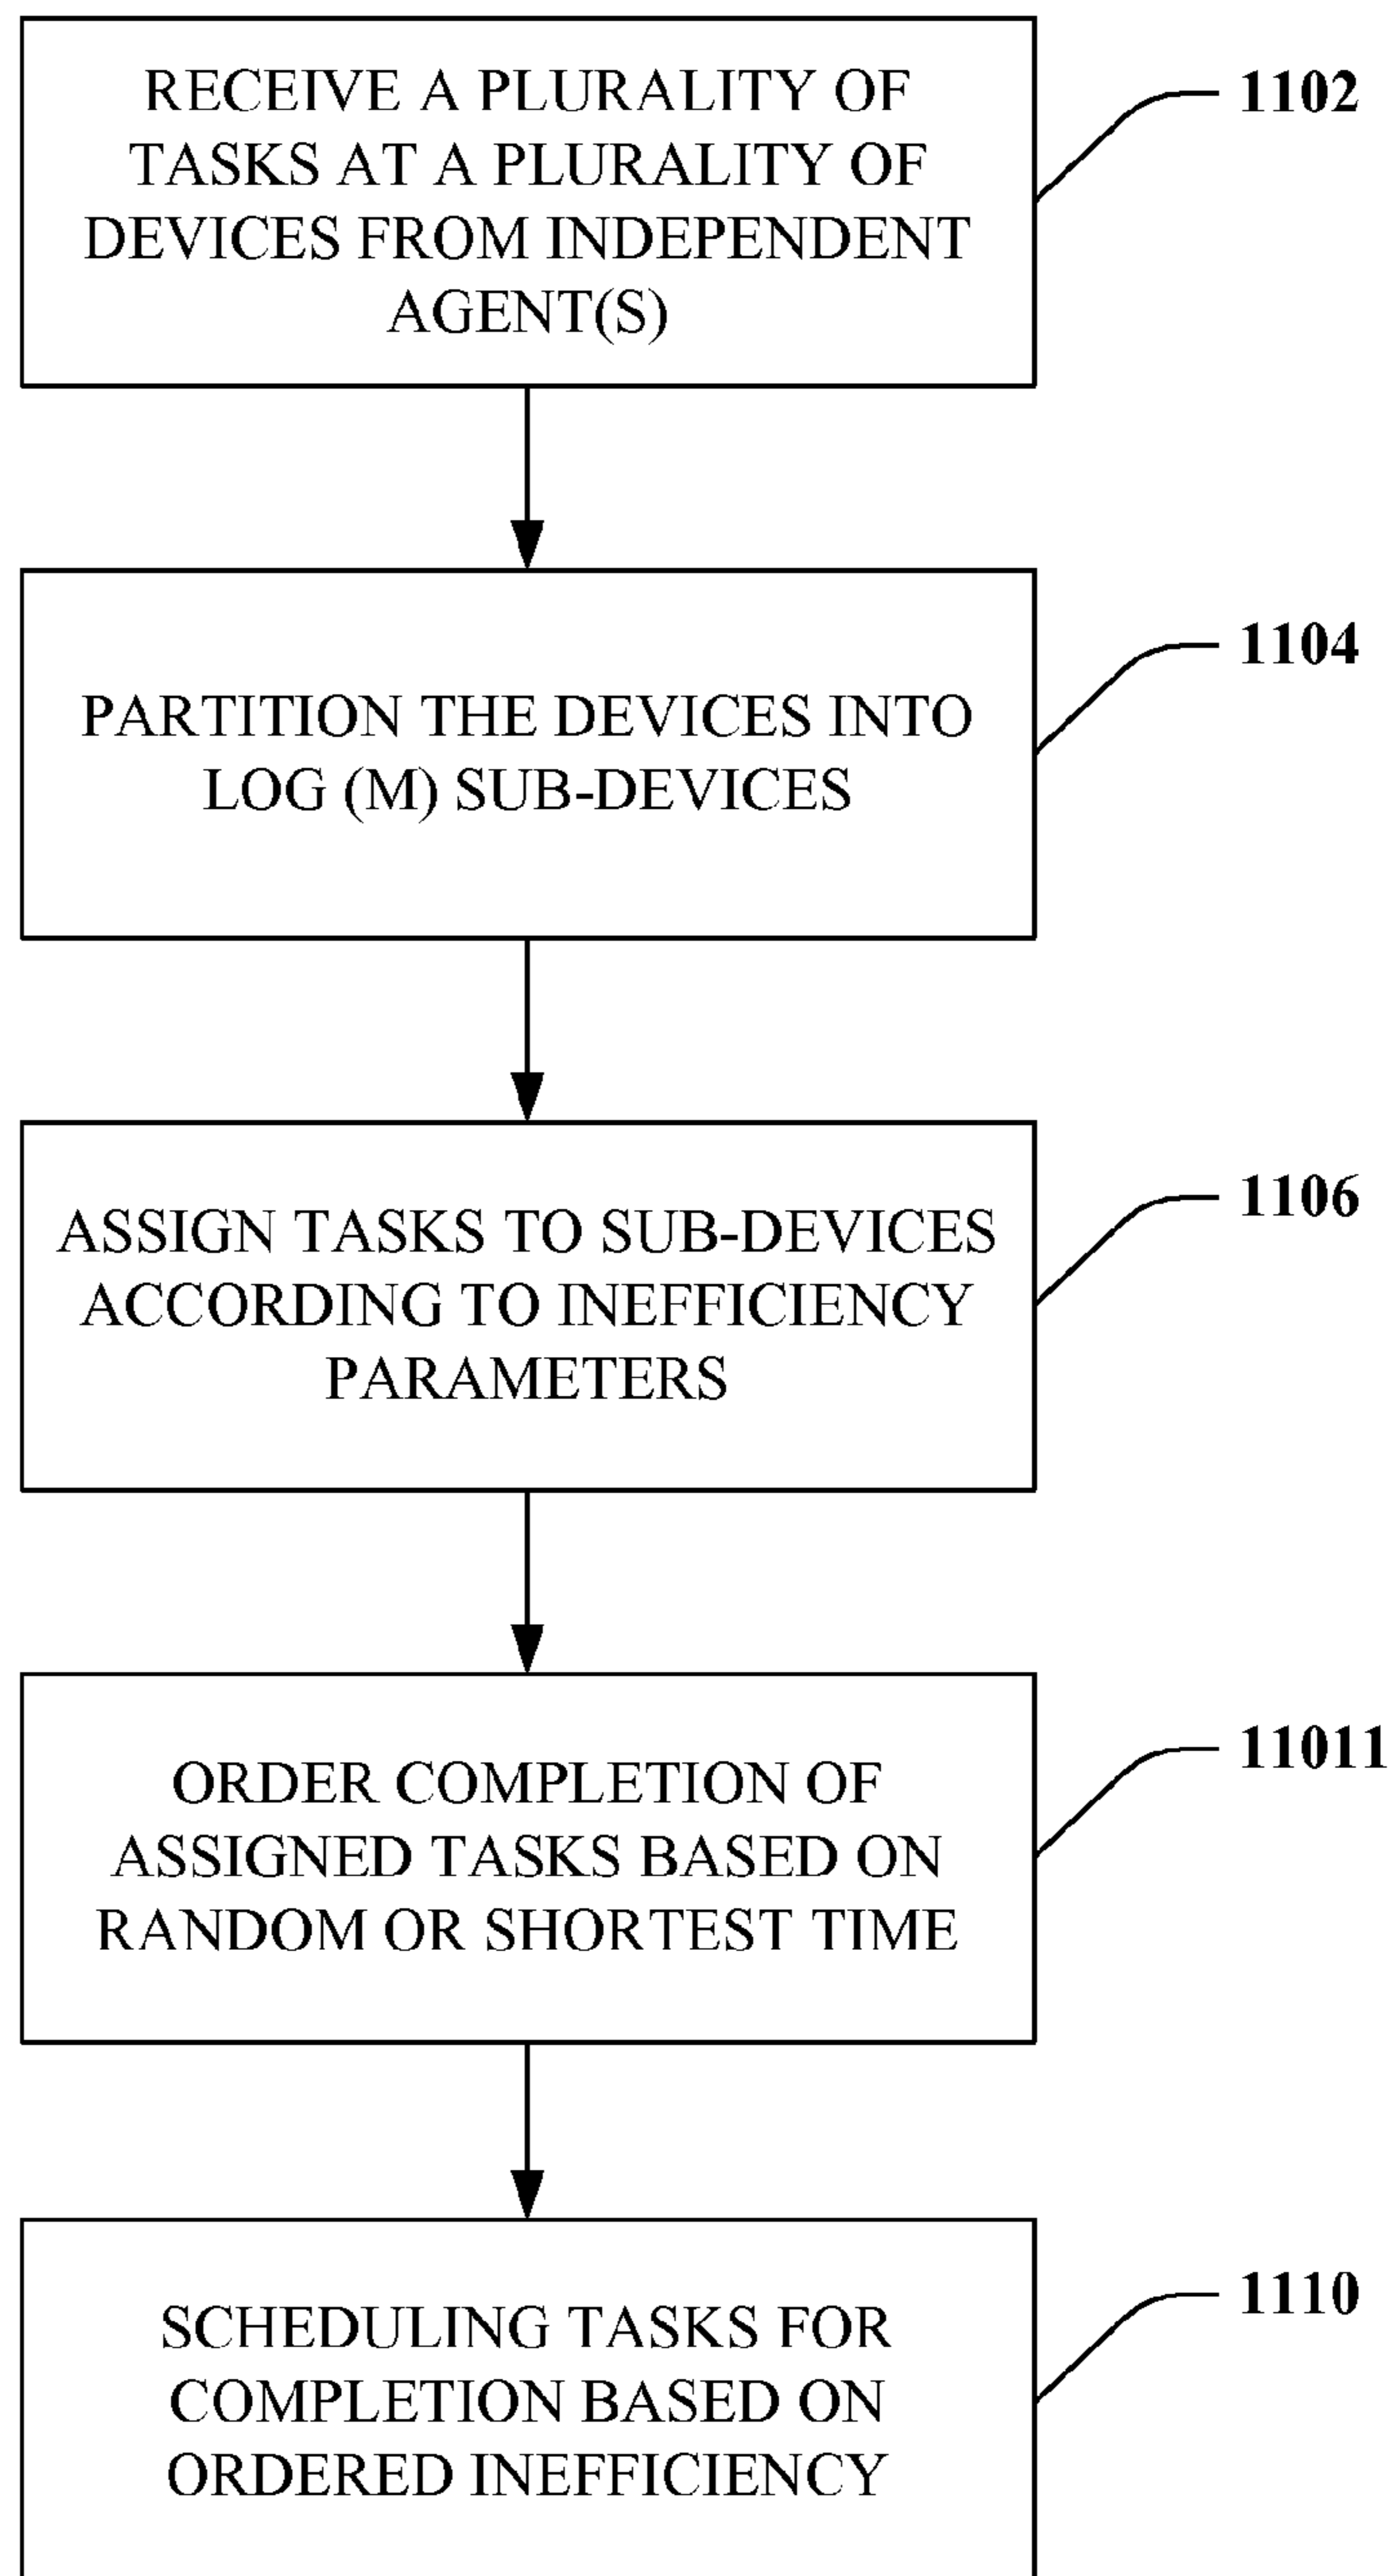 RECEIVE A PLURALITY OF
TASKS AT A PLURALITY OF
DEVICES FROM INDEPENDENT
AGENT(S)
1102
PARTITION THE DEVICES INTO
LOG (M) SUB-DEVICES
1104
ASSIGN TASKS TO SUB-DEVICES
ACCORDING TO INEFFICIENCY
PARAMETERS
1106
ORDER COMPLETION OF
ASSIGNED TASKS BASED ON
RANDOM OR SHORTEST TIME
11011
SCHEDULING TASKS FOR
COMPLETION BASED ON
ORDERED INEFFICIENCY
1110